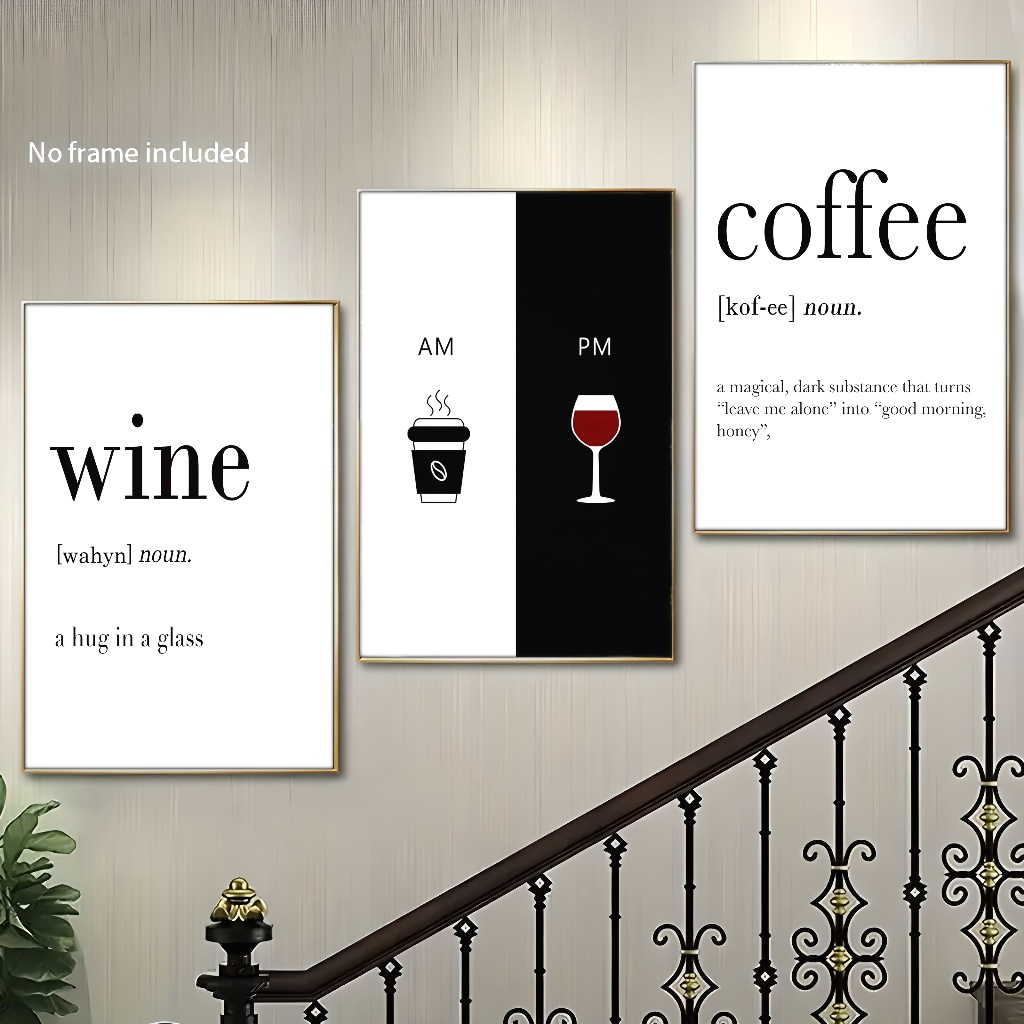 No frame included
wine
[wahyn] noun.
a hug in a glass
AM
PM
coffee
[kof-ee] noun.
a magical, dark substance that turns
“leave me alone” into “good morning,
honey”,